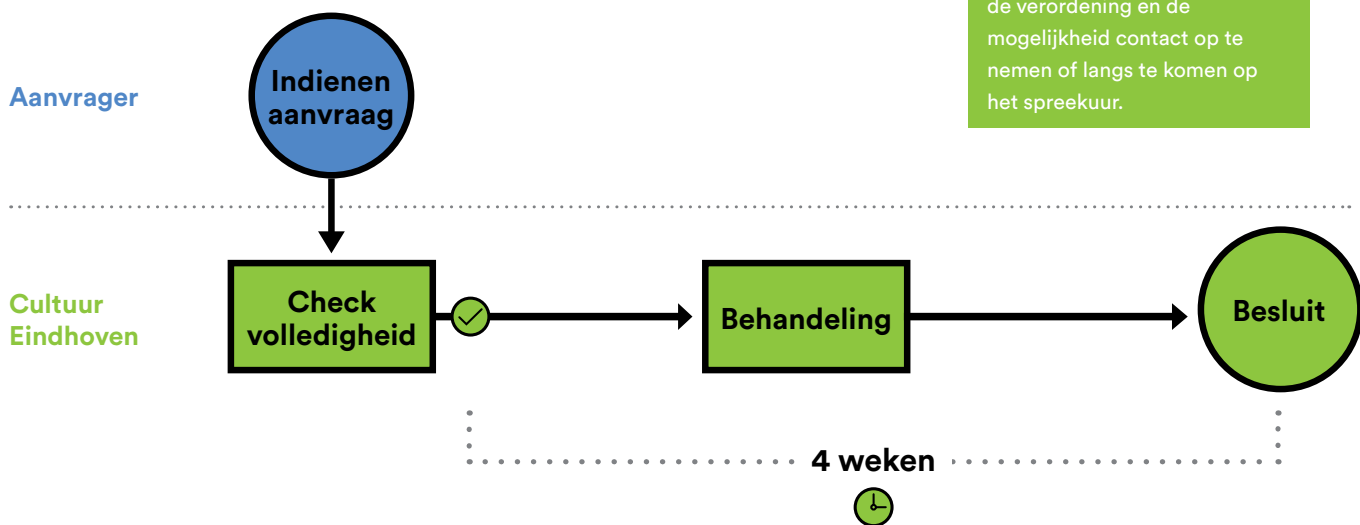 de verordening en de
mogelijkheid contact op te
nemen of langs te komen op
het spreekuur.
Aanvrager
Indienen
aanvraag
Cultuur
Eindhoven
Check
volledigheid
Behandeling
Besluit
4 weken